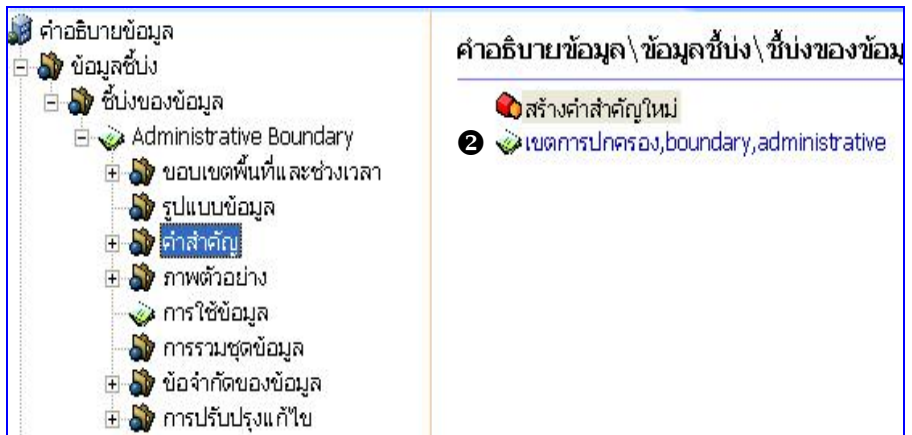 คำอธิบายข้อมูล
ข้อมูลชี้บ่ง
ชี้บ่งของข้อมูล
Administrative Boundary
ขอบเขตพื้นที่และช่วงเวลา
รูปแบบข้อมูล
คำสำคัญ
ภาพตัวอย่าง
การใช้ข้อมูล
การรวมชุดข้อมูล
ข้อจำกัดของข้อมูล
การปรับปรุงแก้ไข
คำอธิบายข้อมูล\ข้อมูลชี้บ่ง\ชี้บ่งของข้อมู
สร้างคำสำคัญใหม่
❷ เขตการปกครอง,boundary,administrative